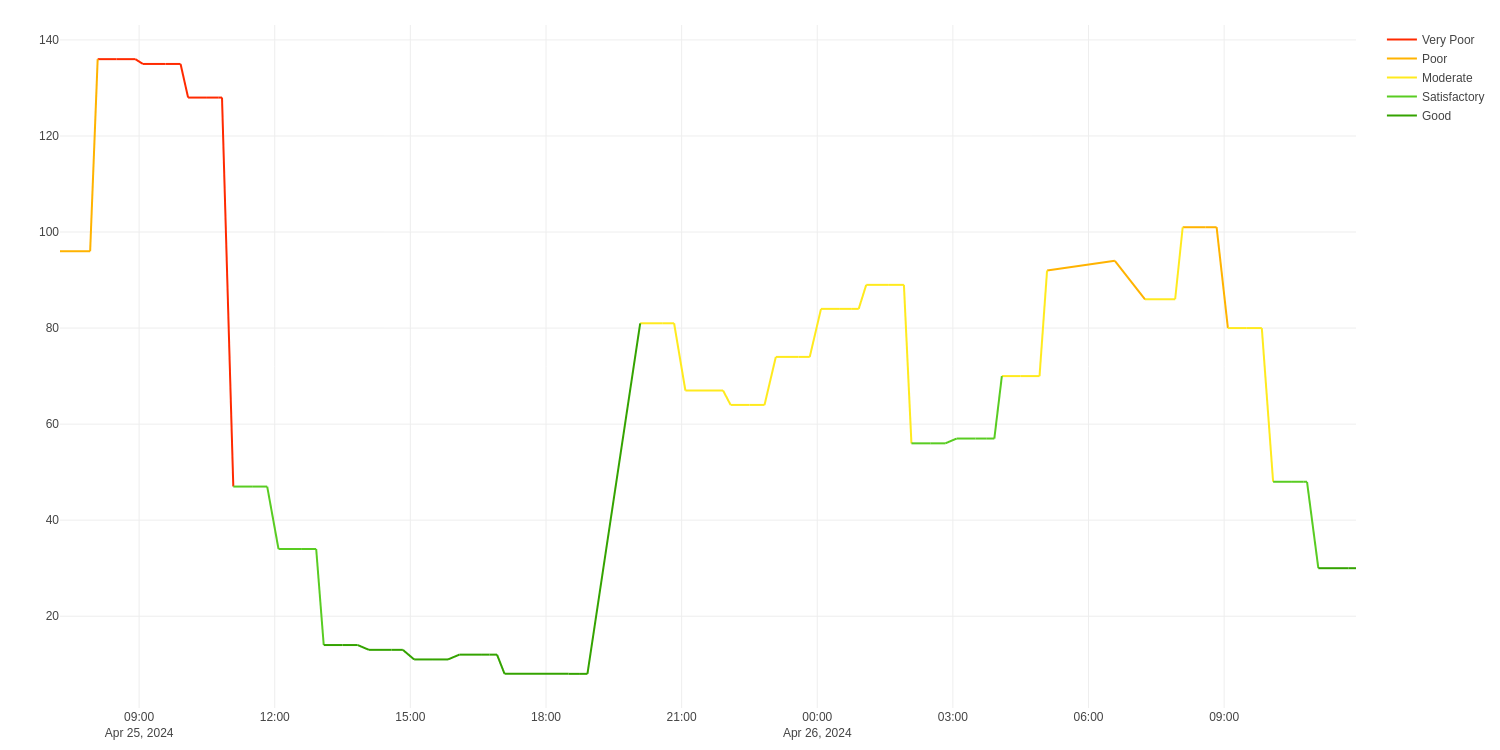 140
120
100
80
60
40
20
09:00
Apr 25, 2024
12:00
15:00
18:00
21:00
00:00
Apr 26, 2024
03:00
06:00
09:00
Very Poor
Poor
Moderate
Satisfactory
Good